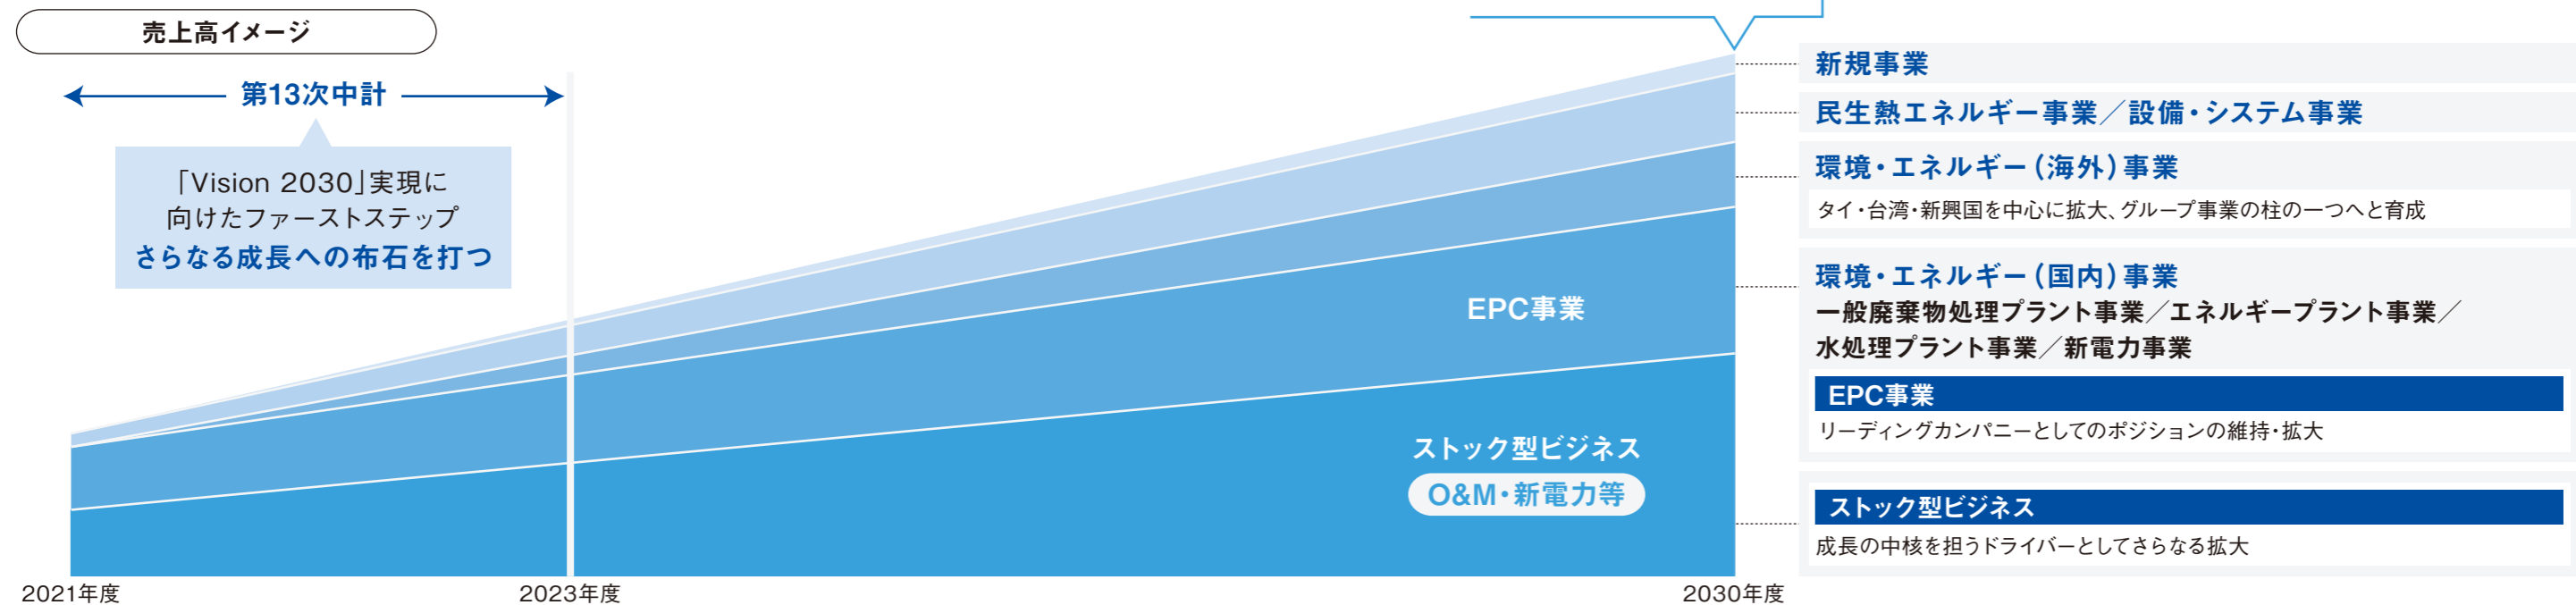 売上高イメージ
第13次中計
「Vision 2030」実現に
向けたファーストステップ
さらなる成長への布石を打つ
EPC事業
ストック型ビジネス
O&M・新電力等
2021年度
2023年度
2030年度
新規事業
民生熱エネルギー事業／設備・システム事業
環境・エネルギー（海外）事業
タイ・台湾・新興国を中心に拡大、グループ事業の柱の一つへと育成
環境・エネルギー（国内）事業
一般廃棄物処理プラント事業／エネルギープラント事業／
水処理プラント事業／新電力事業
EPC事業
リーディングカンパニーとしてのポジションの維持・拡大
ストック型ビジネス
成長の中核を担うドライバーとしてさらなる拡大